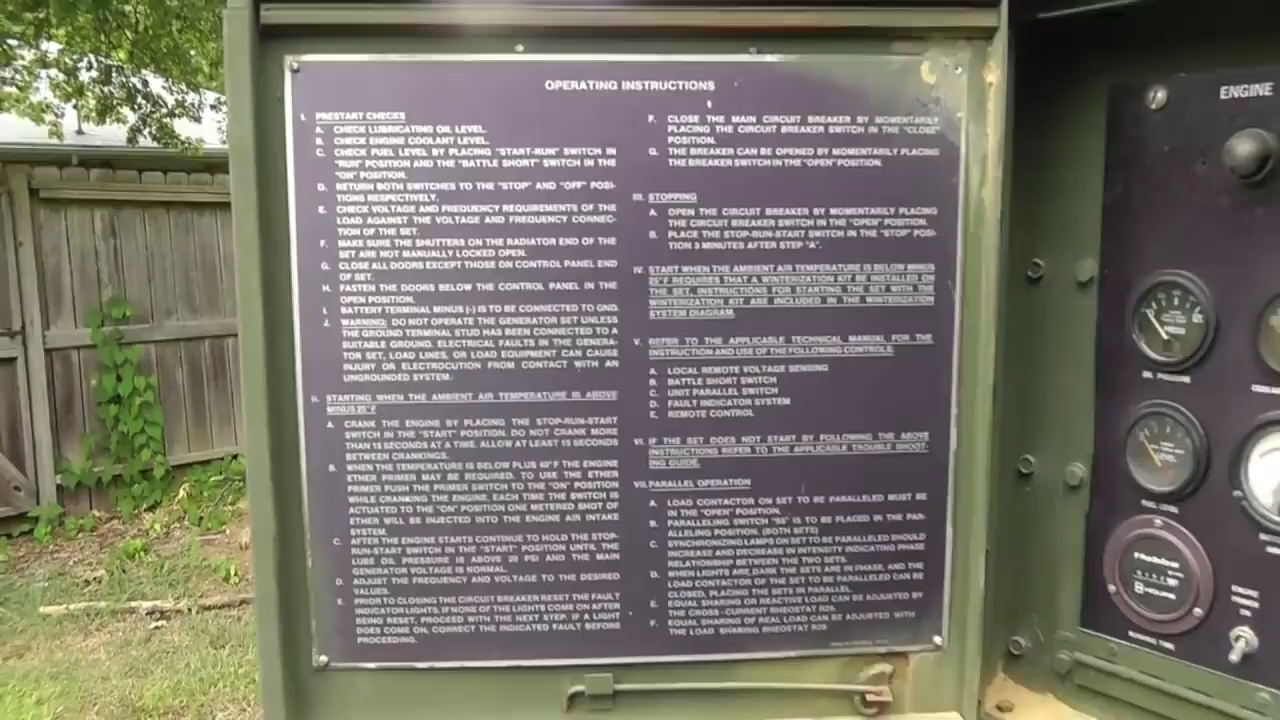 OPERATING INSTRUCTIONS
I. PRESTART CHECKS
A. CHECK LUBRICATING OIL LEVEL.
B. CHECK ENGINE COOLANT LEVEL.
C. CHECK FUEL LEVEL BY PLACING "START-RUN" SWITCH IN
"RUN" POSITION AND THE "BATTLE SHORT" SWITCH IN THE
"ON" POSITION.
D. RETURN BOTH SWITCHES TO THE "STOP" AND "OFF" POSI-
TIONS RESPECTIVELY.
E. CHECK VOLTAGE AND FREQUENCY REQUIREMENTS OF THE
LOAD AGAINST THE VOLTAGE AND FREQUENCY CONNEC-
TION OF THE SET.
F. MAKE SURE THE SHUTTERS ON THE RADIATOR END OF THE
SET ARE NOT MANUALLY LOCKED OPEN.
G. CLOSE ALL DOORS EXCEPT THOSE ON CONTROL PANEL END
OF SET.
H. FASTEN THE DOORS BELOW THE CONTROL PANEL IN THE
OPEN POSITION.
I. BATTERY TERMINAL MINUS (-) IS TO BE CONNECTED TO GND.
J. WARNING: DO NOT OPERATE THE GENERATOR SET UNLESS
THE GROUND TERMINAL STUD HAS BEEN CONNECTED TO A
SUITABLE GROUND. ELECTRICAL FAULTS IN THE GENERA-
TOR SET, LOAD LINES, OR LOAD EQUIPMENT CAN CAUSE
INJURY OR ELECTROCUTION FROM CONTACT WITH AN
UNGROUNDED SYSTEM.
II. STARTING WHEN THE AMBIENT AIR TEMPERATURE IS ABOVE
MINUS 25° F
A. CRANK THE ENGINE BY PLACING THE STOP-RUN-START
SWITCH IN THE "START" POSITION. DO NOT CRANK MORE
THAN 15 SECONDS AT A TIME. ALLOW AT LEAST 15 SECONDS
BETWEEN CRANKINGS.
B. WHEN THE TEMPERATURE IS BELOW PLUS 40° F THE ENGINE
ETHER PRIMER MAY BE REQUIRED. TO USE THE ETHER
PRIMER PUSH THE PRIMER SWITCH TO THE "ON" POSITION
WHILE CRANKING THE ENGINE. EACH TIME THE SWITCH IS
ACTUATED TO THE "ON" POSITION ONE METERED SHOT OF
ETHER WILL BE INJECTED INTO THE ENGINE AIR INTAKE
SYSTEM.
C. AFTER THE ENGINE STARTS CONTINUE TO HOLD THE STOP-
RUN-START SWITCH IN THE "START" POSITION UNTIL THE
LUBE OIL PRESSURE IS ABOVE 20 PSI AND THE MAIN
GENERATOR VOLTAGE IS NORMAL.
D. ADJUST THE FREQUENCY AND VOLTAGE TO THE DESIRED
VALUES.
E. PRIOR TO CLOSING THE CIRCUIT BREAKER RESET THE FAULT
INDICATOR LIGHTS. IF NONE OF THE LIGHTS COME ON AFTER
BEING RESET, PROCEED WITH THE NEXT STEP. IF A LIGHT
DOES COME ON, CORRECT THE INDICATED FAULT BEFORE
PROCEEDING.
F. CLOSE THE MAIN CIRCUIT BREAKER BY MOMENTARILY
PLACING THE CIRCUIT BREAKER SWITCH IN THE "CLOSE"
POSITION.
G. THE BREAKER CAN BE OPENED BY MOMENTARILY PLACING
THE BREAKER SWITCH IN THE "OPEN" POSITION.
III. STOPPING
A. OPEN THE CIRCUIT BREAKER BY MOMENTARILY PLACING
THE CIRCUIT BREAKER SWITCH IN THE "OPEN" POSITION.
B. PLACE THE STOP-RUN-START SWITCH IN THE "STOP" POSI-
TION 3 MINUTES AFTER STEP "A".
IV. START WHEN THE AMBIENT AIR TEMPERATURE IS BELOW MINUS
25° F REQUIRES THAT A WINTERIZATION KIT BE INSTALLED ON
THE SET. INSTRUCTIONS FOR STARTING THE SET WITH THE
WINTERIZATION KIT ARE INCLUDED IN THE WINTERIZATION
SYSTEM DIAGRAM.
V. REFER TO THE APPLICABLE TECHNICAL MANUAL FOR THE
INSTRUCTION AND USE OF THE FOLLOWING CONTROLS:
A. LOCAL REMOTE VOLTAGE SENSING
B. BATTLE SHORT SWITCH
C. UNIT PARALLEL SWITCH
D. FAULT INDICATOR SYSTEM
E. REMOTE CONTROL
VI. IF THE SET DOES NOT START BY FOLLOWING THE ABOVE
INSTRUCTIONS REFER TO THE APPLICABLE TROUBLE SHOOT-
ING GUIDE.
VII. PARALLEL OPERATION
A. LOAD CONTACTOR ON SET TO BE PARALLELED MUST BE
IN THE "OPEN" POSITION.
B. PARALLELING SWITCH "S6" IS TO BE PLACED IN THE PAR-
ALLELING POSITION. (BOTH SETS)
C. SYNCHRONIZING LAMPS ON SET TO BE PARALLELED SHOULD
INCREASE AND DECREASE IN INTENSITY INDICATING PHASE
RELATIONSHIP BETWEEN THE TWO SETS.
D. WHEN LIGHTS ARE DARK THE SETS ARE IN PHASE, AND THE
LOAD CONTACTOR OF THE SET TO BE PARALLELED CAN BE
CLOSED, PLACING THE SETS IN PARALLEL.
E. EQUAL SHARING OR REACTIVE LOAD CAN BE ADJUSTED BY
THE CROSS-CURRENT RHEOSTAT R25.
F. EQUAL SHARING OF REAL LOAD CAN BE ADJUSTED WITH
THE LOAD SHARING RHEOSTAT R29
ENGINE
OIL PRESSURE
FUEL LEVEL
HOURS
RUNNING TIME
ENGINE
PRIMER
ON